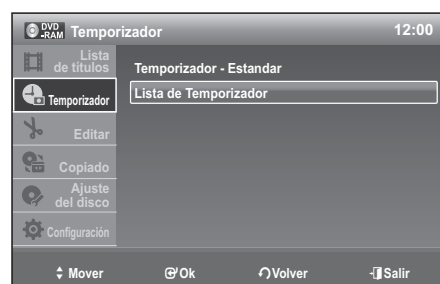 DVD-RAM Temporizador 12:00
Lista de títulos
Temporizador
Editar
Copiado
Ajuste del disco
Configuración
Temporizador - Estandar
Lista de Temporizador
Mover Ok Volver Salir